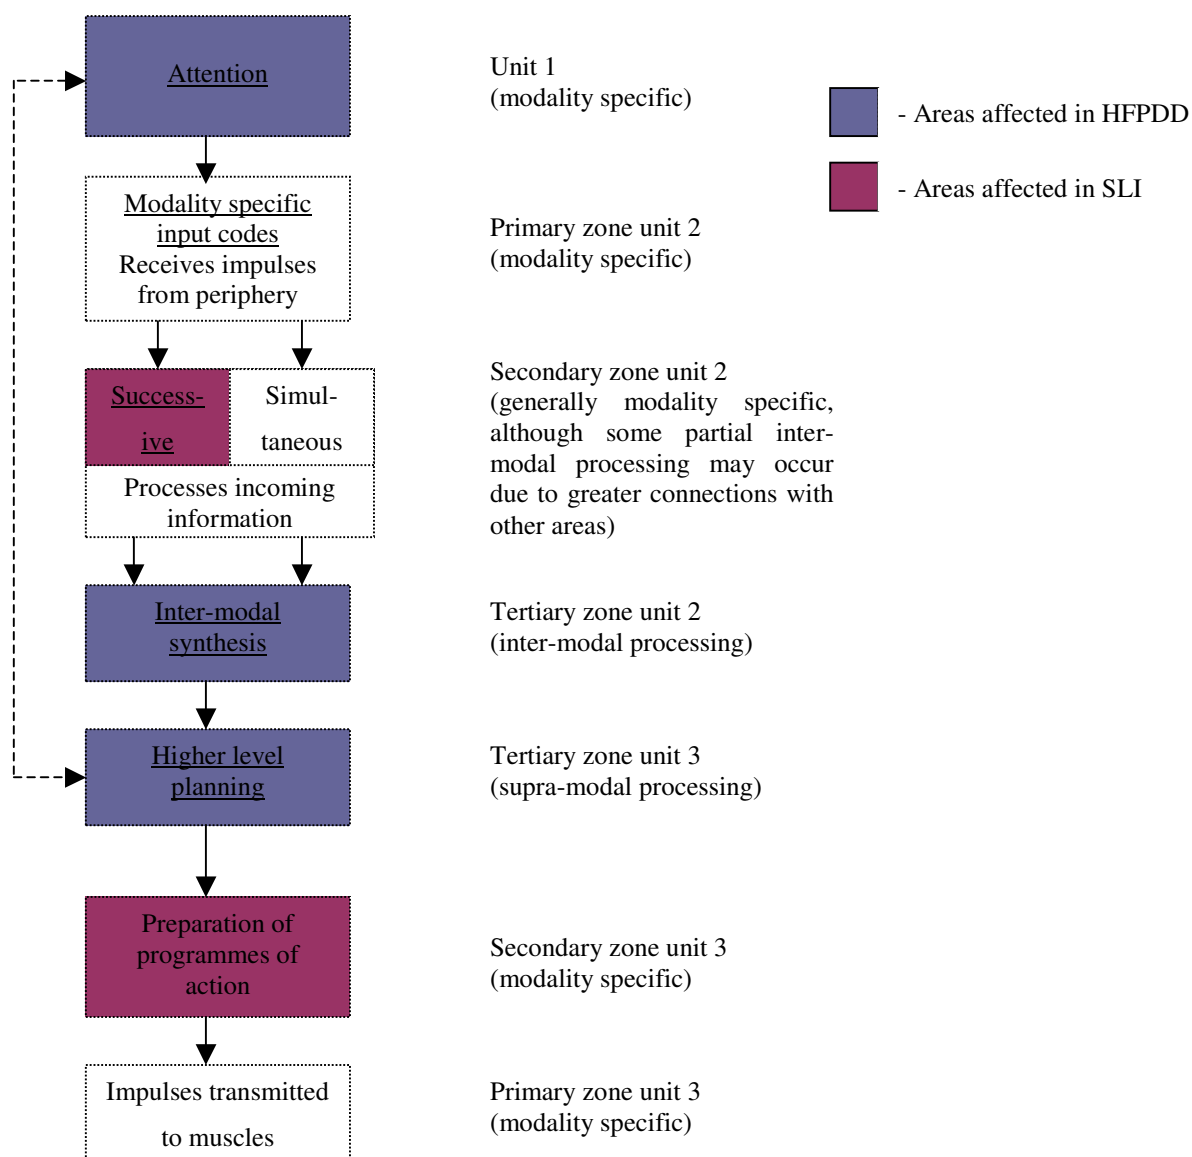 Attention
Unit 1
(modality specific)
- Areas affected in HFPDD
- Areas affected in SLI
Modality specific
input codes
Receives impulses
from periphery
Primary zone unit 2
(modality specific)
Success-
ive
Simul-
taneous
Processes incoming
information
Secondary zone unit 2
(generally modality specific,
although some partial inter-
modal processing may occur
due to greater connections with
other areas)
Inter-modal
synthesis
Tertiary zone unit 2
(inter-modal processing)
Higher level
planning
Tertiary zone unit 3
(supra-modal processing)
Preparation of
programmes of
action
Secondary zone unit 3
(modality specific)
Impulses transmitted
to muscles
Primary zone unit 3
(modality specific)